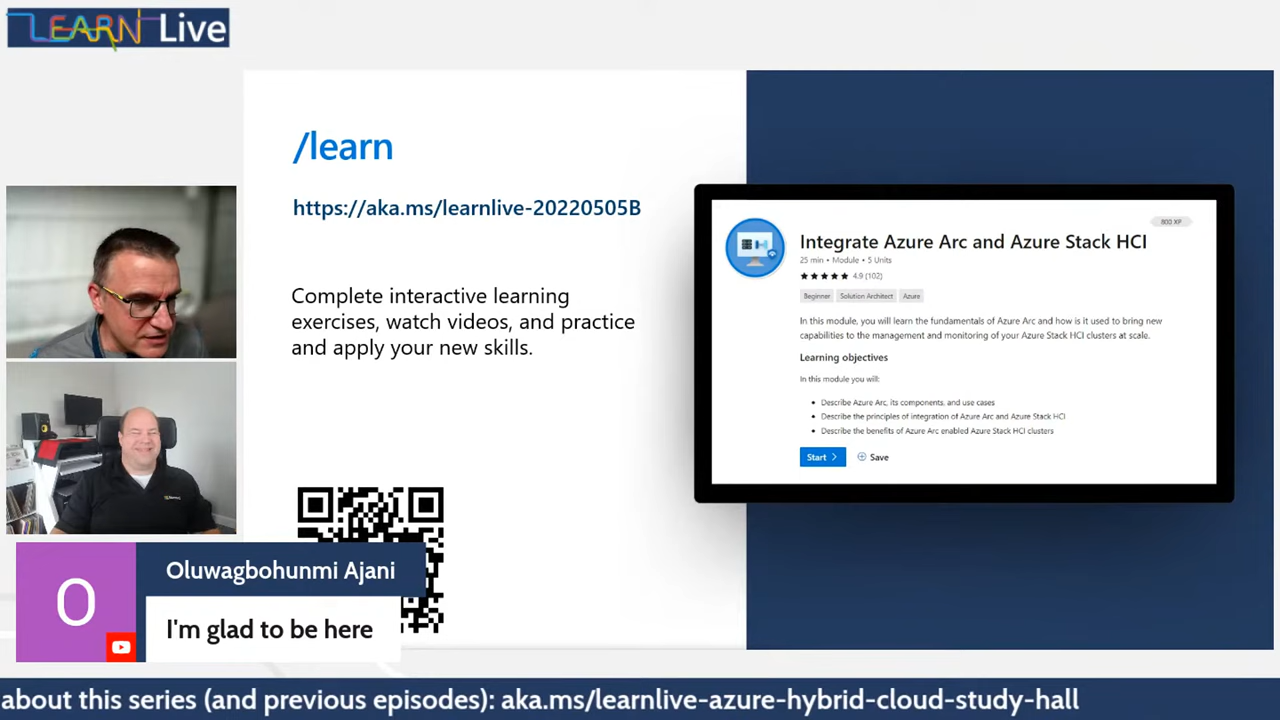 LEARN Live
/learn
https://aka.ms/learnlive-20220505B
Complete interactive learning
exercises, watch videos, and practice
and apply your new skills.
800 XP
Integrate Azure Arc and Azure Stack HCI
25 min • Module • 5 Units
4.9 (102)
Beginner Solution Architect Azure
In this module, you will learn the fundamentals of Azure Arc and how is it used to bring new
capabilities to the management and monitoring of your Azure Stack HCI clusters at scale.
Learning objectives
In this module you will:
• Describe Azure Arc, its components, and use cases
• Describe the principles of integration of Azure Arc and Azure Stack HCI
• Describe the benefits of Azure Arc enabled Azure Stack HCI clusters
Start > Save
O
Oluwagbohunmi Ajani
I'm glad to be here
about this series (and previous episodes): aka.ms/learnlive-azure-hybrid-cloud-study-hall